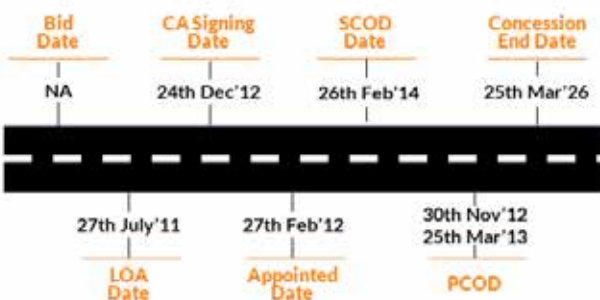 Bid
Date
NA
CA Signing
Date
24th Dec'12
SCOD
Date
26th Feb'14
Concession
End Date
25th Mar'26
27th July'11
LOA
Date
27th Feb'12
Appointed
Date
30th Nov'12
25th Mar'13
PCOD